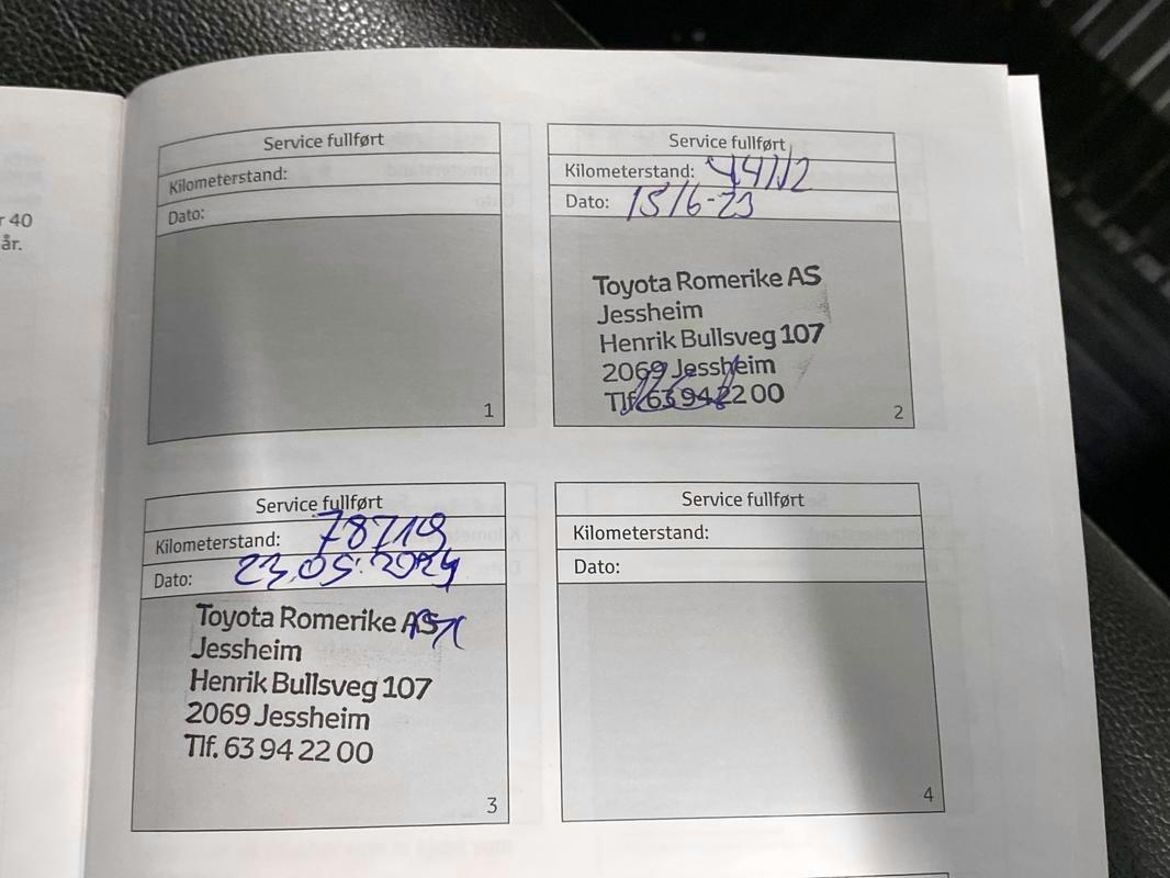 r 40
år.
Service fullført
Kilometerstand:
Dato:
1
Service fullført
Kilometerstand:
Dato: 15/6-23
Toyota Romerike AS
Jessheim
Henrik Bullsveg 107
2069 Jessheim
Tlf. 63 94 22 00
2
Service fullført
Kilometerstand: 78719
Dato: 23.05.2024
Toyota Romerike AS
Jessheim
Henrik Bullsveg 107
2069 Jessheim
Tlf. 63 94 22 00
3
Service fullført
Kilometerstand:
Dato:
4